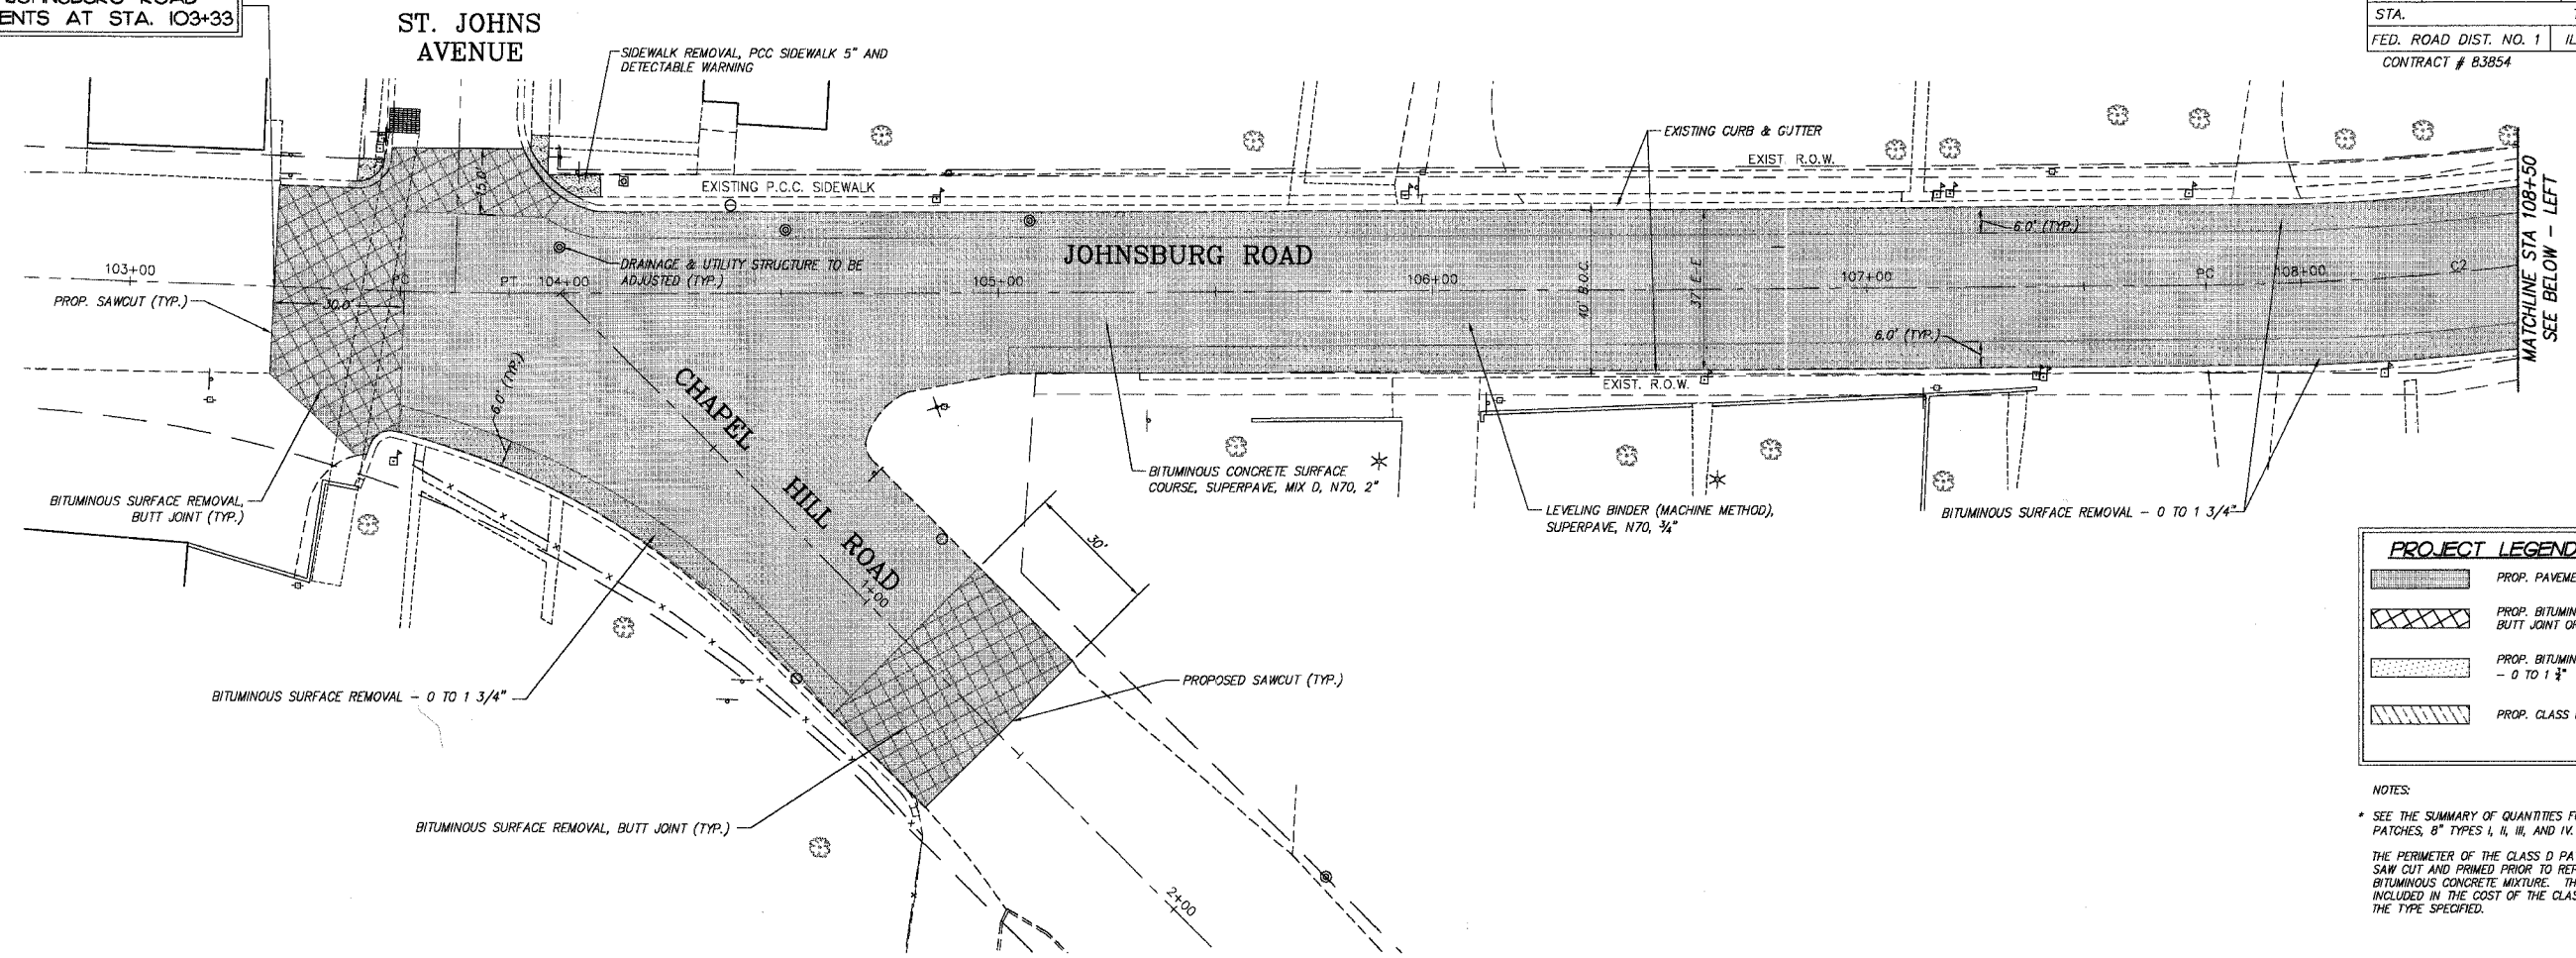 JOHNSBURG ROAD
ENTS AT STA. 103+33
ST. JOHNS
AVENUE
SIDEWALK REMOVAL, PCC SIDEWALK 5" AND
DETECTABLE WARNING
STA.
FED. ROAD DIST. NO. 1
CONTRACT # 83854
EXISTING CURB & GUTTER
EXIST. R.O.W.
EXISTING P.C.C. SIDEWALK
15.0'
MATCHLINE STA 108+50
SEE BELOW - LEFT
6.0' (TYP.)
JOHNSBURG ROAD
DRAINAGE & UTILITY STRUCTURE TO BE
ADJUSTED (TYP.)
103+00
PC
PT
104+00
105+00
106+00
107+00
PC
108+00
C2
PROP. SAWCUT (TYP.)
30.0'
40' B.O.C.
37' E-E
6.0' (TYP.)
6.0' (TYP.)
EXIST. R.O.W.
CHAPEL HILL ROAD
1+00
BITUMINOUS SURFACE REMOVAL,
BUTT JOINT (TYP.)
BITUMINOUS CONCRETE SURFACE
COURSE, SUPERPAVE, MIX D, N70, 2"
LEVELING BINDER (MACHINE METHOD),
SUPERPAVE, N70, ¾"
BITUMINOUS SURFACE REMOVAL - 0 TO 1 3/4"
30'
PROJECT LEGEND
PROP. PAVEME
PROP. BITUMIN
BUTT JOINT OR
PROP. BITUMIN
- 0 TO 1 ¾"
PROP. CLASS
BITUMINOUS SURFACE REMOVAL - 0 TO 1 3/4"
PROPOSED SAWCUT (TYP.)
BITUMINOUS SURFACE REMOVAL, BUTT JOINT (TYP.)
2+00
NOTES:
* SEE THE SUMMARY OF QUANTITIES F
PATCHES, 8" TYPES I, II, III, AND IV.
THE PERIMETER OF THE CLASS D PA
SAW CUT AND PRIMED PRIOR TO REP
BITUMINOUS CONCRETE MIXTURE. TH
INCLUDED IN THE COST OF THE CLAS
THE TYPE SPECIFIED.